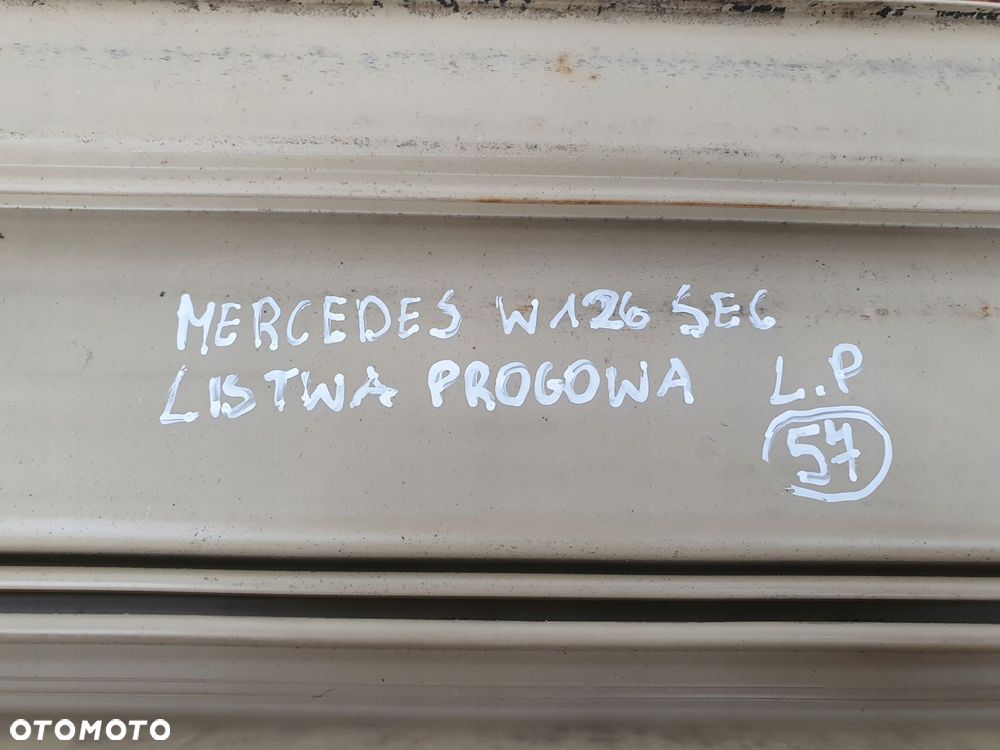 MERCEDES W126 SEC
LISTWA PROGOWA L.P
57
OTOMOTO